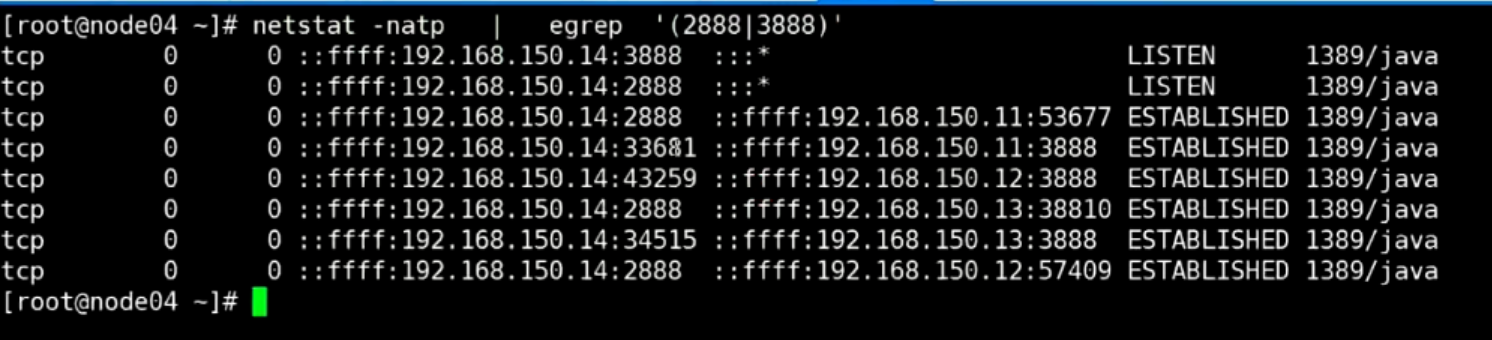 [root@node04 ~]# netstat -natp   |   egrep  '(2888|3888)'
tcp        0      0 ::ffff:192.168.150.14:3888  :::*                        LISTEN      1389/java
tcp        0      0 ::ffff:192.168.150.14:2888  :::*                        LISTEN      1389/java
tcp        0      0 ::ffff:192.168.150.14:2888  ::ffff:192.168.150.11:53677 ESTABLISHED 1389/java
tcp        0      0 ::ffff:192.168.150.14:33681 ::ffff:192.168.150.11:3888  ESTABLISHED 1389/java
tcp        0      0 ::ffff:192.168.150.14:43259 ::ffff:192.168.150.12:3888  ESTABLISHED 1389/java
tcp        0      0 ::ffff:192.168.150.14:2888  ::ffff:192.168.150.13:38810 ESTABLISHED 1389/java
tcp        0      0 ::ffff:192.168.150.14:34515 ::ffff:192.168.150.13:3888  ESTABLISHED 1389/java
tcp        0      0 ::ffff:192.168.150.14:2888  ::ffff:192.168.150.12:57409 ESTABLISHED 1389/java
[root@node04 ~]#